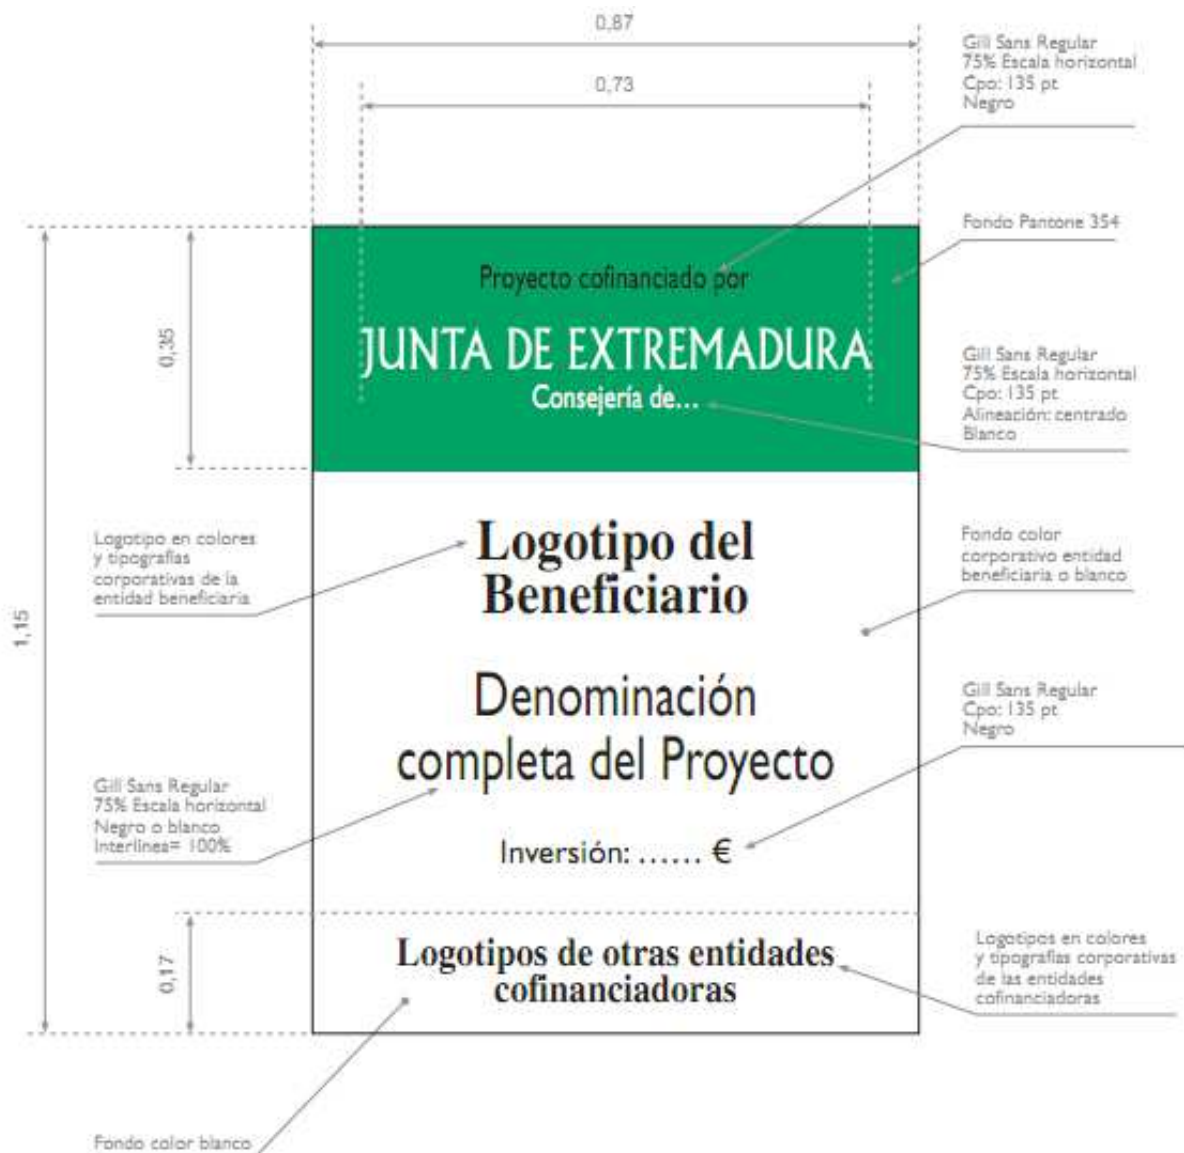 0,87
0,73
Gill Sans Regular
75% Escala horizontal
Cpo: 135 pt
Negro
Fondo Pantone 354
Proyecto cofinanciado por
JUNTA DE EXTREMADURA
Consejería de...
0,35
Gill Sans Regular
75% Escala horizontal
Cpo: 135 pt
Alineación: centrado
Blanco
Logotipo en colores
y tipografías
corporativas de la
entidad beneficiaria
Logotipo del
Beneficiario
Fondo color
corporativo entidad
beneficiaria o blanco
1,15
Denominación
completa del Proyecto
Gill Sans Regular
Cpo: 135 pt
Negro
Gill Sans Regular
75% Escala horizontal
Negro o blanco
Interlínea= 100%
Inversión: ...... €
0,17
Logotipos de otras entidades
cofinanciadoras
Logotipos en colores
y tipografías corporativas
de las entidades
cofinanciadoras
Fondo color blanco